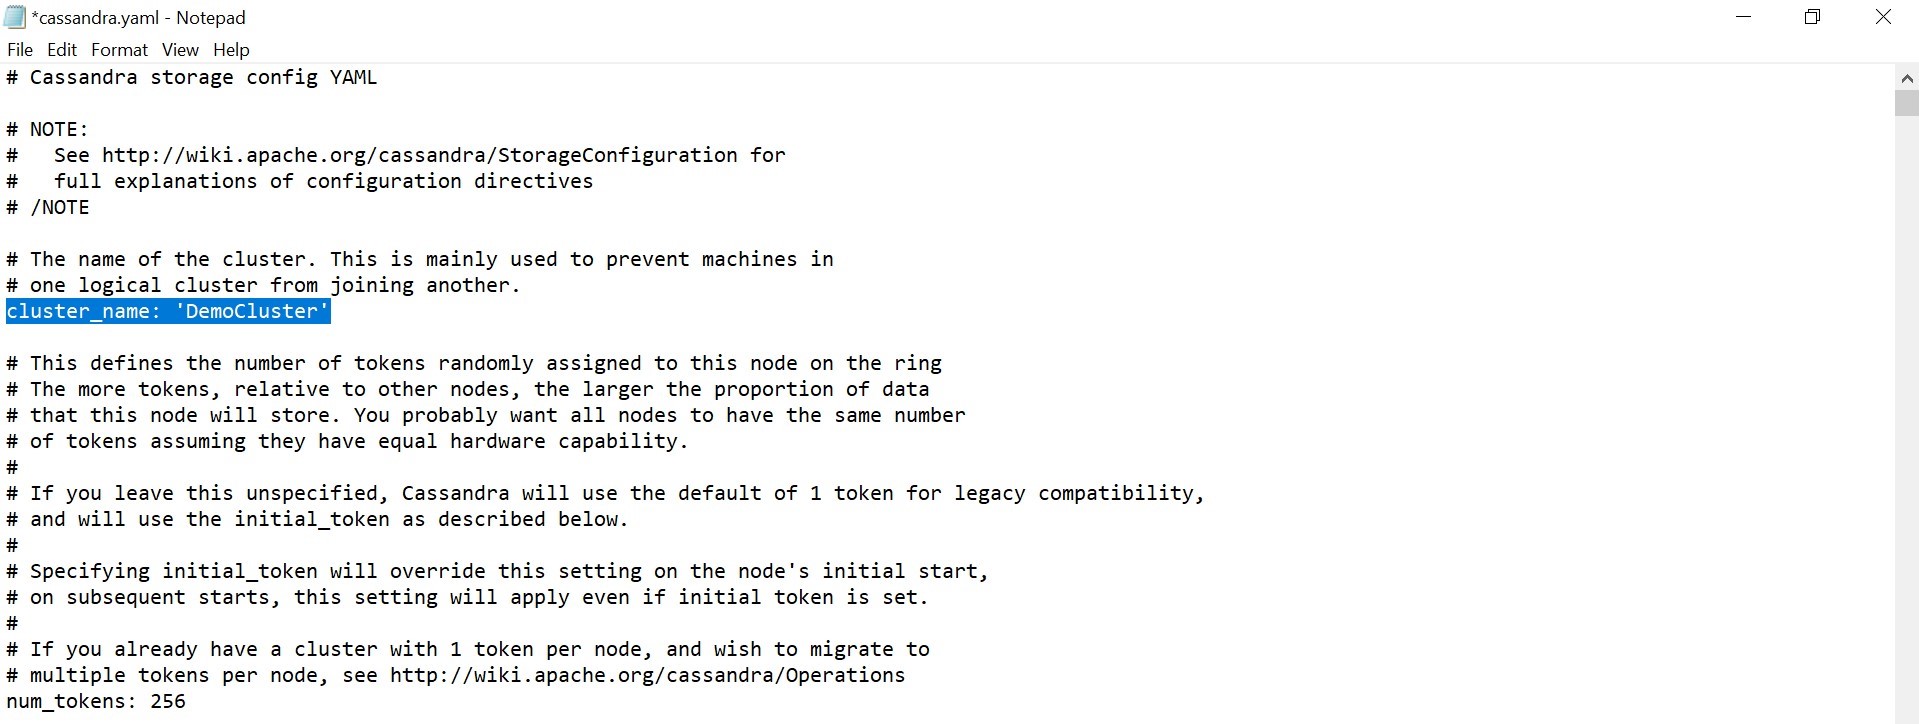 *cassandra.yaml - Notepad
File Edit Format View Help
# Cassandra storage config YAML

# NOTE:
#   See http://wiki.apache.org/cassandra/StorageConfiguration for
#   full explanations of configuration directives
# /NOTE

# The name of the cluster. This is mainly used to prevent machines in
# one logical cluster from joining another.
cluster_name: 'DemoCluster'

# This defines the number of tokens randomly assigned to this node on the ring
# The more tokens, relative to other nodes, the larger the proportion of data
# that this node will store. You probably want all nodes to have the same number
# of tokens assuming they have equal hardware capability.
#
# If you leave this unspecified, Cassandra will use the default of 1 token for legacy compatibility,
# and will use the initial_token as described below.
#
# Specifying initial_token will override this setting on the node's initial start,
# on subsequent starts, this setting will apply even if initial token is set.
#
# If you already have a cluster with 1 token per node, and wish to migrate to
# multiple tokens per node, see http://wiki.apache.org/cassandra/Operations
num_tokens: 256